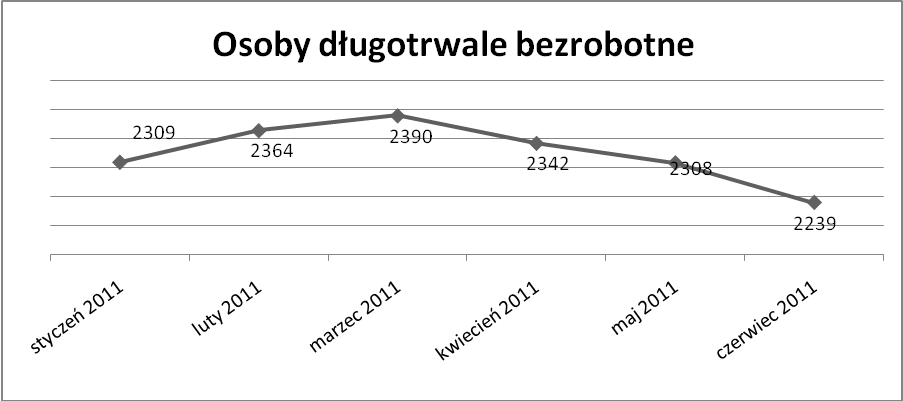 Osoby długotrwale bezrobotne
2309
2364
2390
2342
2308
2239
styczeń 2011
luty 2011
marzec 2011
kwiecień 2011
maj 2011
czerwiec 2011